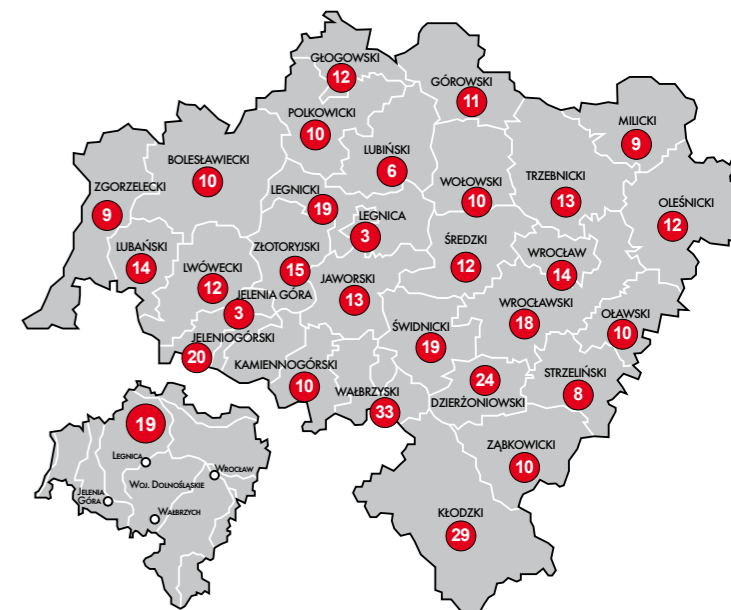 GŁOGOWSKI
12
GÓROWSKI
11
POLKOWICKI
10
MILICKI
9
LUBIŃSKI
6
BOLESŁAWIECKI
10
WOŁOWSKI
10
TRZEBNICKI
13
ZGORZELECKI
9
LEGNICKI
19
OLEŚNICKI
12
LEGNICA
3
LUBAŃSKI
14
LWÓWECKI
12
ZŁOTORYJSKI
15
ŚREDZKI
12
WROCŁAW
14
JELENIA GÓRA
3
JAWORSKI
13
WROCŁAWSKI
18
OŁAWSKI
10
ŚWIDNICKI
19
JELENIOGÓRSKI
20
KAMIENNOGÓRSKI
10
WAŁBRZYSKI
33
24
DZIERŻONIOWSKI
STRZELIŃSKI
8
ZĄBKOWICKI
10
KŁODZKI
29
19
LEGNICA
WROCŁAW
WOJ. DOLNOŚLĄSKIE
JELENIA
GÓRA
WAŁBRZYCH